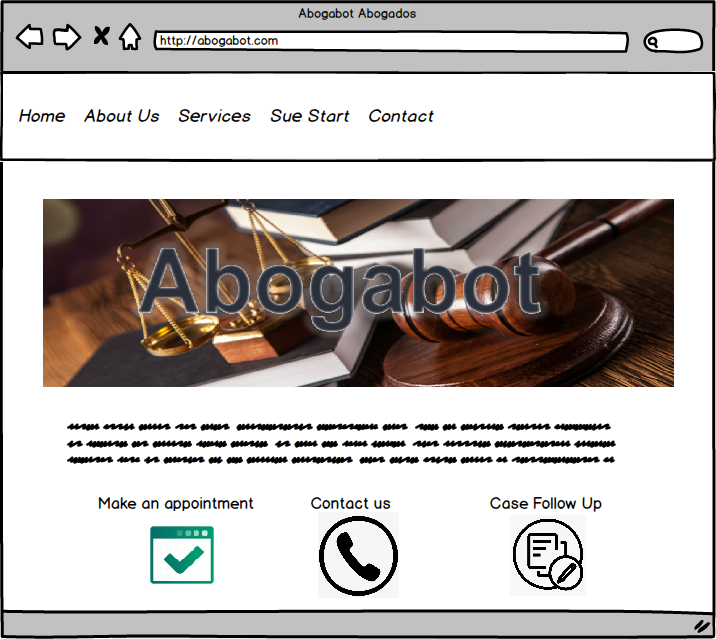 Abogabot Abogados
http://abogabot.com
Home About Us Services Sue Start Contact
Abogabot
Make an appointment Contact us Case Follow Up